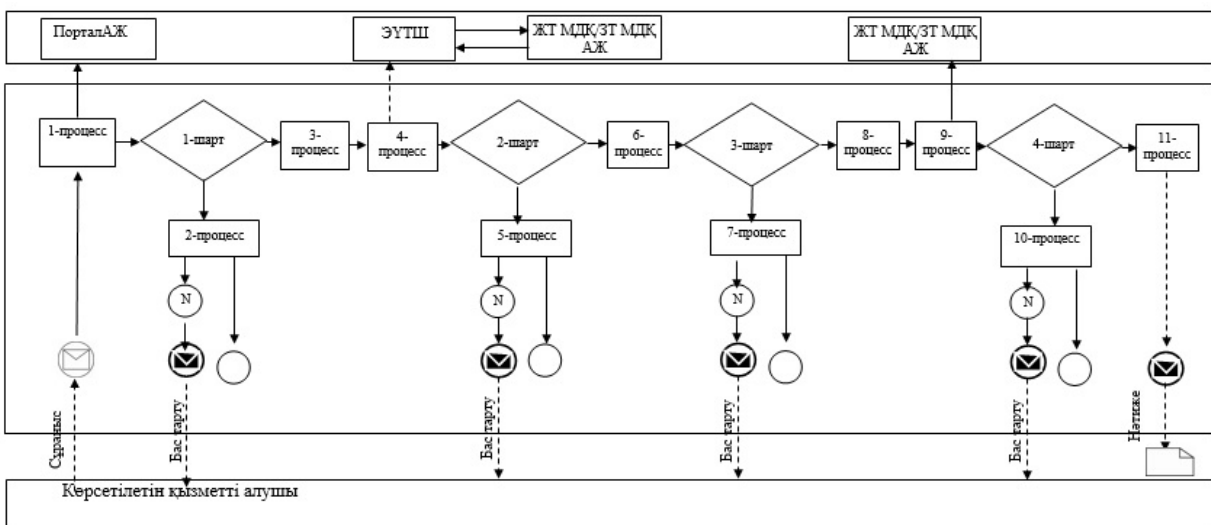 ПорталАЖ
ЭҮТШ
ЖТ МДҚ/ЗТ МДҚ
АЖ
ЖТ МДҚ/ЗТ МДҚ
АЖ
1-процесс
1-шарт
3-
процесс
4-
процесс
2-шарт
6-
процесс
3-шарт
8-
процесс
9-
процесс
4-шарт
11-
процесс
2-процесс
5-процесс
7-процесс
10-процесс
N
N
N
N
Сұраныс
Бас тарту
Бас тарту
Бас тарту
Бас тарту
Нәтиже
Көрсетілетін қызметті алушы